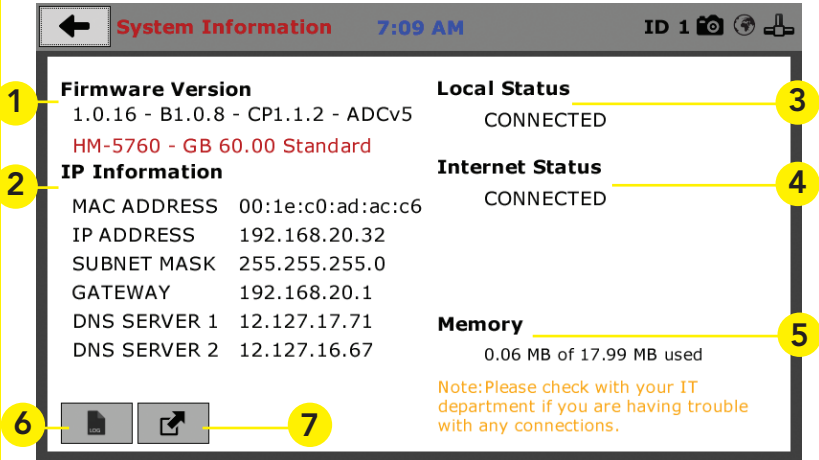 System Information 7:09 AM ID 1
1
Firmware Version
1.0.16 - B1.0.8 - CP1.1.2 - ADCv5
HM-5760 - GB 60.00 Standard
2
IP Information
MAC ADDRESS 00:1e:c0:ad:ac:c6
IP ADDRESS 192.168.20.32
SUBNET MASK 255.255.255.0
GATEWAY 192.168.20.1
DNS SERVER 1 12.127.17.71
DNS SERVER 2 12.127.16.67
Local Status
3
CONNECTED
Internet Status
4
CONNECTED
Memory
5
0.06 MB of 17.99 MB used
Note:Please check with your IT
department if you are having trouble
with any connections.
6
LOG
7